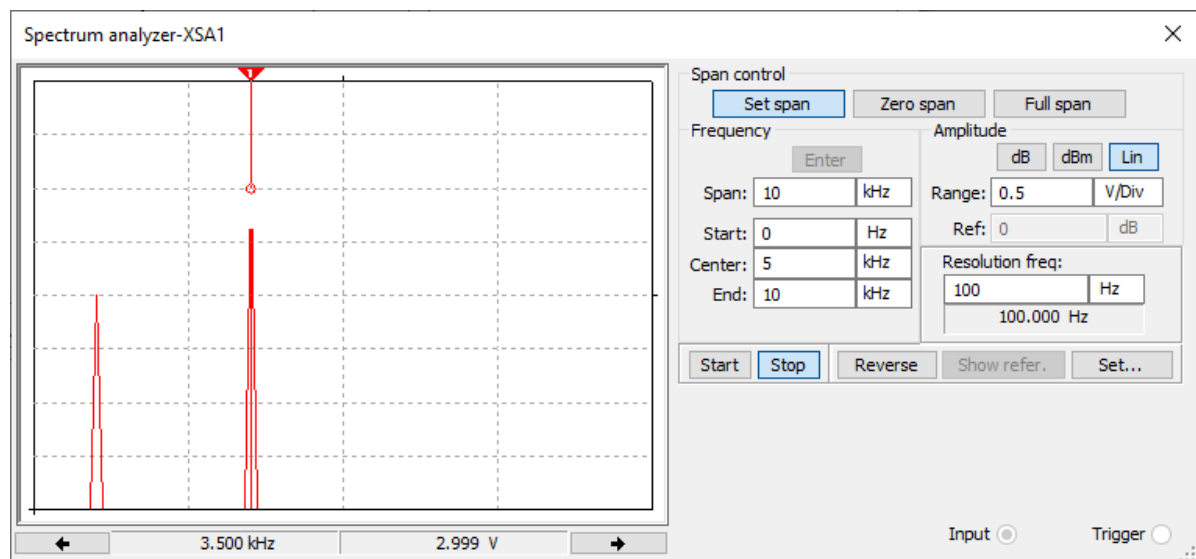 Spectrum analyzer-XSA1
1
Span control
Set span Zero span Full span
Frequency Amplitude
Enter dB dBm Lin
Span: 10 kHz Range: 0.5 V/Div
Start: 0 Hz Ref: 0 dB
Center: 5 kHz Resolution freq:
End: 10 kHz 100 Hz
100.000 Hz
Start Stop Reverse Show refer. Set...
3.500 kHz 2.999 V Input Trigger